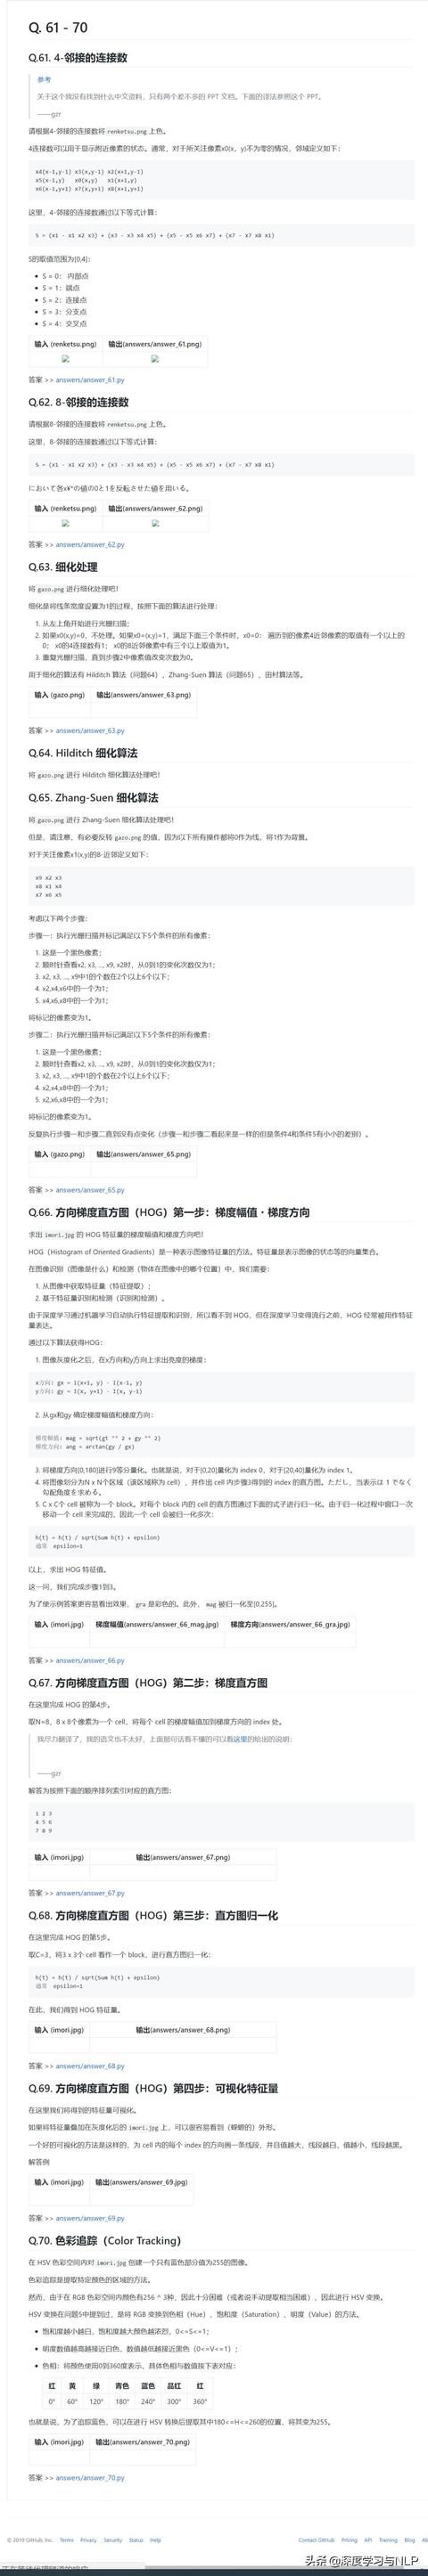 Q. 61 - 70
Q.61. 4-邻接的连接数
参考
关于这个我没有找到什么中文资料，只有两个差不多的 PPT 文档。下面的译法参照这个 PPT。
——gzr
请根据4-邻接的连接数将 renketsu.png 上色。
4连接数可以用于显示附近像素的状态。通常，对于所关注像素x0(x，y)不为零的情况，邻域定义如下：
x4(x-1,y-1) x3(x,y-1) x2(x+1,y-1)
x5(x-1,y) x0(x,y) x1(x+1,y)
x6(x-1,y+1) x7(x,y+1) x8(x+1,y+1)
这里，4-邻接的连接数通过以下等式计算：
S = (x1 - x1 x2 x3) + (x3 - x3 x4 x5) + (x5 - x5 x6 x7) + (x7 - x7 x8 x1)
S的取值范围为[0,4]：
S = 0： 内部点
S = 1：端点
S = 2：连接点
S = 3：分支点
S = 4：交叉点
输入 (renketsu.png) 输出(answers/answer_61.png)
答案 >> answers/answer_61.py
Q.62. 8-邻接的连接数
请根据8-邻接的连接数将 renketsu.png 上色。
这里，8-邻接的连接数通过以下等式计算：
S = (x1 - x1 x2 x3) + (x3 - x3 x4 x5) + (x5 - x5 x6 x7) + (x7 - x7 x8 x1)
において各x¥*の値の0と1を反転させた値を用いる。
输入 (renketsu.png) 输出(answers/answer_62.png)
答案 >> answers/answer_62.py
Q.63. 细化处理
将 gazo.png 进行细化处理吧！
细化是将线条宽度设置为1的过程，按照下面的算法进行处理：
1. 从左上角开始进行光栅扫描；
2. 如果x0(x,y)=0，不处理。如果x0=(x,y)=1，满足下面三个条件时，x0=0： 遍历到的像素4近邻像素的取值有一个以上的
0； x0的4连接数有1； x0的8近邻像素中有三个以上取值为1。
3. 重复光栅扫描，直到步骤2中像素值改变次数为0。
用于细化的算法有 Hilditch 算法（问题64）、Zhang-Suen 算法（问题65）、田村算法等。
输入 (gazo.png) 输出(answers/answer_63.png)
答案 >> answers/answer_63.py
Q.64. Hilditch 细化算法
将 gazo.png 进行 Hilditch 细化算法处理吧！
Q.65. Zhang-Suen 细化算法
将 gazo.png 进行 Zhang-Suen 细化算法处理吧！
但是，请注意，有必要反转 gazo.png 的值，因为以下所有操作都将0作为线，将1作为背景。
对于关注像素x1(x,y)的8-近邻定义如下：
x9 x2 x3
x8 x1 x4
x7 x6 x5
考虑以下两个步骤：
步骤一：执行光栅扫描并标记满足以下5个条件的所有像素：
1. 这是一个黑色像素；
2. 顺时针查看x2, x3, ..., x9, x2时，从0到1的变化次数仅为1；
3. x2, x3, ..., x9中1的个数在2个以上6个以下；
4. x2,x4,x6中的一个为1；
5. x4,x6,x8中的一个为1；
将标记的像素变为1。
步骤二：执行光栅扫描并标记满足以下5个条件的所有像素：
1. 这是一个黑色像素；
2. 顺时针查看x2, x3, ..., x9, x2时，从0到1的变化次数仅为1；
3. x2, x3, ..., x9中1的个数在2个以上6个以下；
4. x2,x4,x8中的一个为1；
5. x2,x6,x8中的一个为1；
将标记的像素变为1。
反复执行步骤一和步骤二直到没有点变化（步骤一和步骤二看起来是一样的但是条件4和条件5有小小的差别）。
输入 (gazo.png) 输出(answers/answer_65.png)
答案 >> answers/answer_65.py
Q.66. 方向梯度直方图（HOG）第一步：梯度幅值・梯度方向
求出 imori.jpg 的 HOG 特征量的梯度幅值和梯度方向吧！
HOG（Histogram of Oriented Gradients）是一种表示图像特征量的方法。特征量是表示图像的状态等的向量集合。
在图像识别（图像是什么）和检测（物体在图像中的哪个位置）中，我们需要：
1. 从图像中获取特征量（特征提取）；
2. 基于特征量识别和检测（识别和检测）。
由于深度学习通过机器学习自动执行特征提取和识别，所以看不到 HOG，但在深度学习变得流行之前，HOG 经常被用作特征
量表达。
通过以下算法获得HOG：
1. 图像灰度化之后，在x方向和y方向上求出亮度的梯度：
x方向: gx = I(x+1, y) - I(x-1, y)
y方向: gy = I(x, y+1) - I(x, y-1)
2. 从gx和gy 确定梯度幅值和梯度方向：
梯度幅值: mag = sqrt(gt ** 2 + gy ** 2)
梯度方向: ang = arctan(gy / gx)
3. 将梯度方向[0,180]进行9等分量化。也就是说，对于[0,20]量化为 index 0，对于[20,40]量化为 index 1。
4. 将图像划分为N x N个区域（该区域称为 cell），并作出 cell 内步骤3得到的 index 的直方图。ただし、当表示は 1 でなく
勾配角度を求める。
5. C x C个 cell 被称为一个 block。对每个 block 内的 cell 的直方图通过下面的式子进行归一化。由于归一化过程中窗口一次
移动一个 cell 来完成的，因此一个 cell 会被归一化多次：
h(t) = h(t) / sqrt(Sum h(t) + epsilon)
通常 epsilon=1
以上，求出 HOG 特征值。
这一问，我们完成步骤1到3。
为了使示例答案更容易看出效果， gra 是彩色的。此外， mag 被归一化至[0,255]。
输入 (imori.jpg) 梯度幅值(answers/answer_66_mag.jpg) 梯度方向(answers/answer_66_gra.jpg)
答案 >> answers/answer_66.py
Q.67. 方向梯度直方图（HOG）第二步：梯度直方图
在这里完成 HOG 的第4步。
取N=8，8 x 8个像素为一个 cell，将每个 cell 的梯度幅值加到梯度方向的 index 处。
我尽力翻译了，我的语文也不太好，上面那句话看不懂的可以看这里的给出的说明：
——gzr
解答为按照下面的顺序排列索引对应的直方图：
1 2 3
4 5 6
7 8 9
输入 (imori.jpg) 输出(answers/answer_67.png)
答案 >> answers/answer_67.py
Q.68. 方向梯度直方图（HOG）第三步：直方图归一化
在这里完成 HOG 的第5步。
取C=3，将3 x 3个 cell 看作一个 block，进行直方图归一化：
h(t) = h(t) / sqrt(Sum h(t) + epsilon)
通常 epsilon=1
在此，我们得到 HOG 特征量。
输入 (imori.jpg) 输出(answers/answer_68.png)
答案 >> answers/answer_68.py
Q.69. 方向梯度直方图（HOG）第四步：可视化特征量
在这里我们将得到的特征量可视化。
如果将特征量叠加在灰度化后的 imori.jpg 上，可以很容易看到（蝾螈的）外形。
一个好的可视化的方法是这样的，为 cell 内的每个 index 的方向画一条线段，并且值越大，线段越白，值越小，线段越黑。
解答例
输入 (imori.jpg) 输出(answers/answer_69.jpg)
答案 >> answers/answer_69.py
Q.70. 色彩追踪（Color Tracking）
在 HSV 色彩空间内对 imori.jpg 创建一个只有蓝色部分值为255的图像。
色彩追踪是提取特定颜色的区域的方法。
然而，由于在 RGB 色彩空间内颜色有256 ^ 3种，因此十分困难（或者说手动提取相当困难），因此进行 HSV 变换。
HSV 变换在问题5中提到过，是将 RGB 变换到色相（Hue）、饱和度（Saturation）、明度（Value）的方法。
饱和度越小越白，饱和度越大颜色越浓烈，0<=S<=1；
明度数值越高越接近白色，数值越低越接近黑色（0<=V<=1）；
色相：将颜色使用0到360度表示，具体色相与数值按下表对应：
红 黄 绿 青色 蓝色 品红 红
0° 60° 120° 180° 240° 300° 360°
也就是说，为了追踪蓝色，可以在进行 HSV 转换后提取其中180<=H<=260的位置，将其变为255。
输入 (imori.jpg) 输出(answers/answer_70.png)
答案 >> answers/answer_70.py
© 2019 GitHub, Inc. Terms Privacy Security Status Help Contact GitHub Pricing API Training Blog
头条 @深度学习与NLP